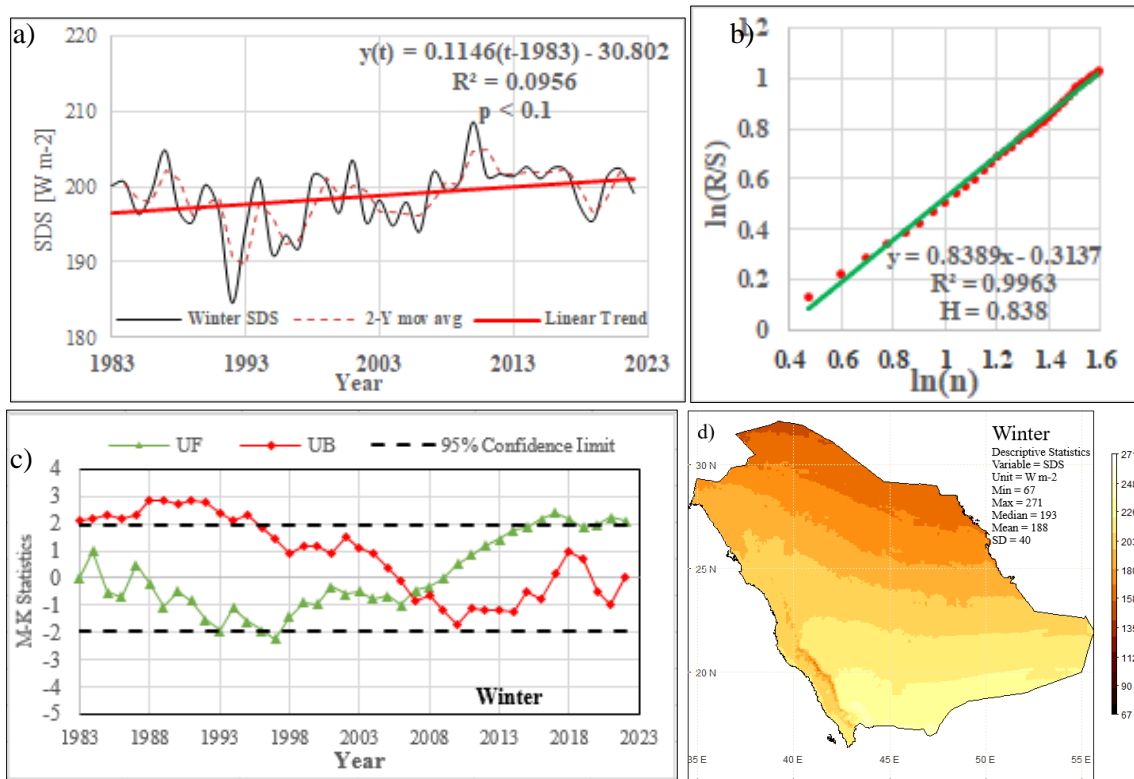 a)
220
210
200
190
180
SDS [W m-2]
y(t) = 0.1146(t-1983) - 30.802
R² = 0.0956
p < 0.1
Winter SDS
2-Y mov avg
Linear Trend
1983 1993 2003 2013 2023
Year
b)
1.2
1
0.8
0.6
0.4
0.2
0
ln(R/S)
y = 0.8389x - 0.3137
R² = 0.9963
H = 0.838
0.4 0.6 0.8 1 1.2 1.4 1.6
ln(n)
c)
UF UB 95% Confidence limit
4
3
2
1
0
-1
-2
-3
-4
-5
M-K Statistics
Winter
1983 1988 1993 1998 2003 2008 2013 2018 2023
Year
d)
Winter
Descriptive Statistics
Variable = SDS
Unit = W m-2
Min = 67
Max = 271
Median = 193
Mean = 188
SD = 40
30 N
25 N
20 N
35 E 40 E 45 E 50 E 55 E
248
203
180
158
135
112
90
67